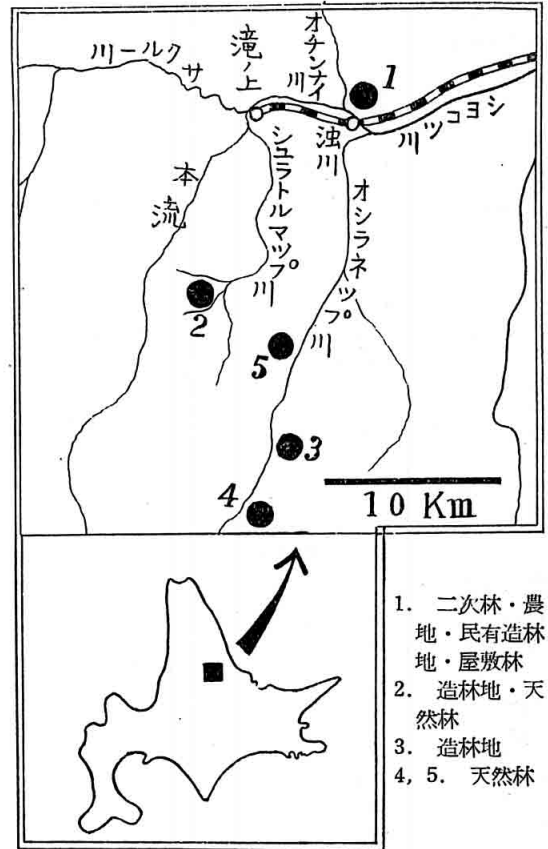 サクルー川
滝ノ上
オチンナイ川
1
ショコツ川
濁川
本流
シュラトルマップ川
オシラネップ川
2
5
3
4
10 Km
1. 二次林・農
地・民有造林
地・屋敷林
2. 造林地・天
然林
3. 造林地
4, 5. 天然林